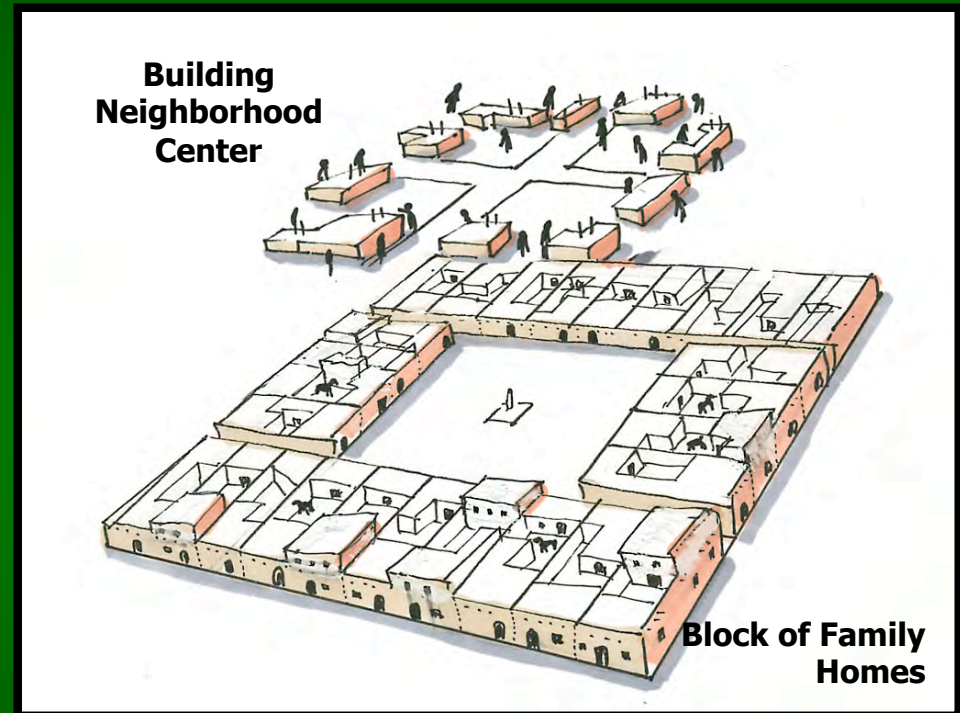 Building
Neighborhood
Center
Block of Family
Homes